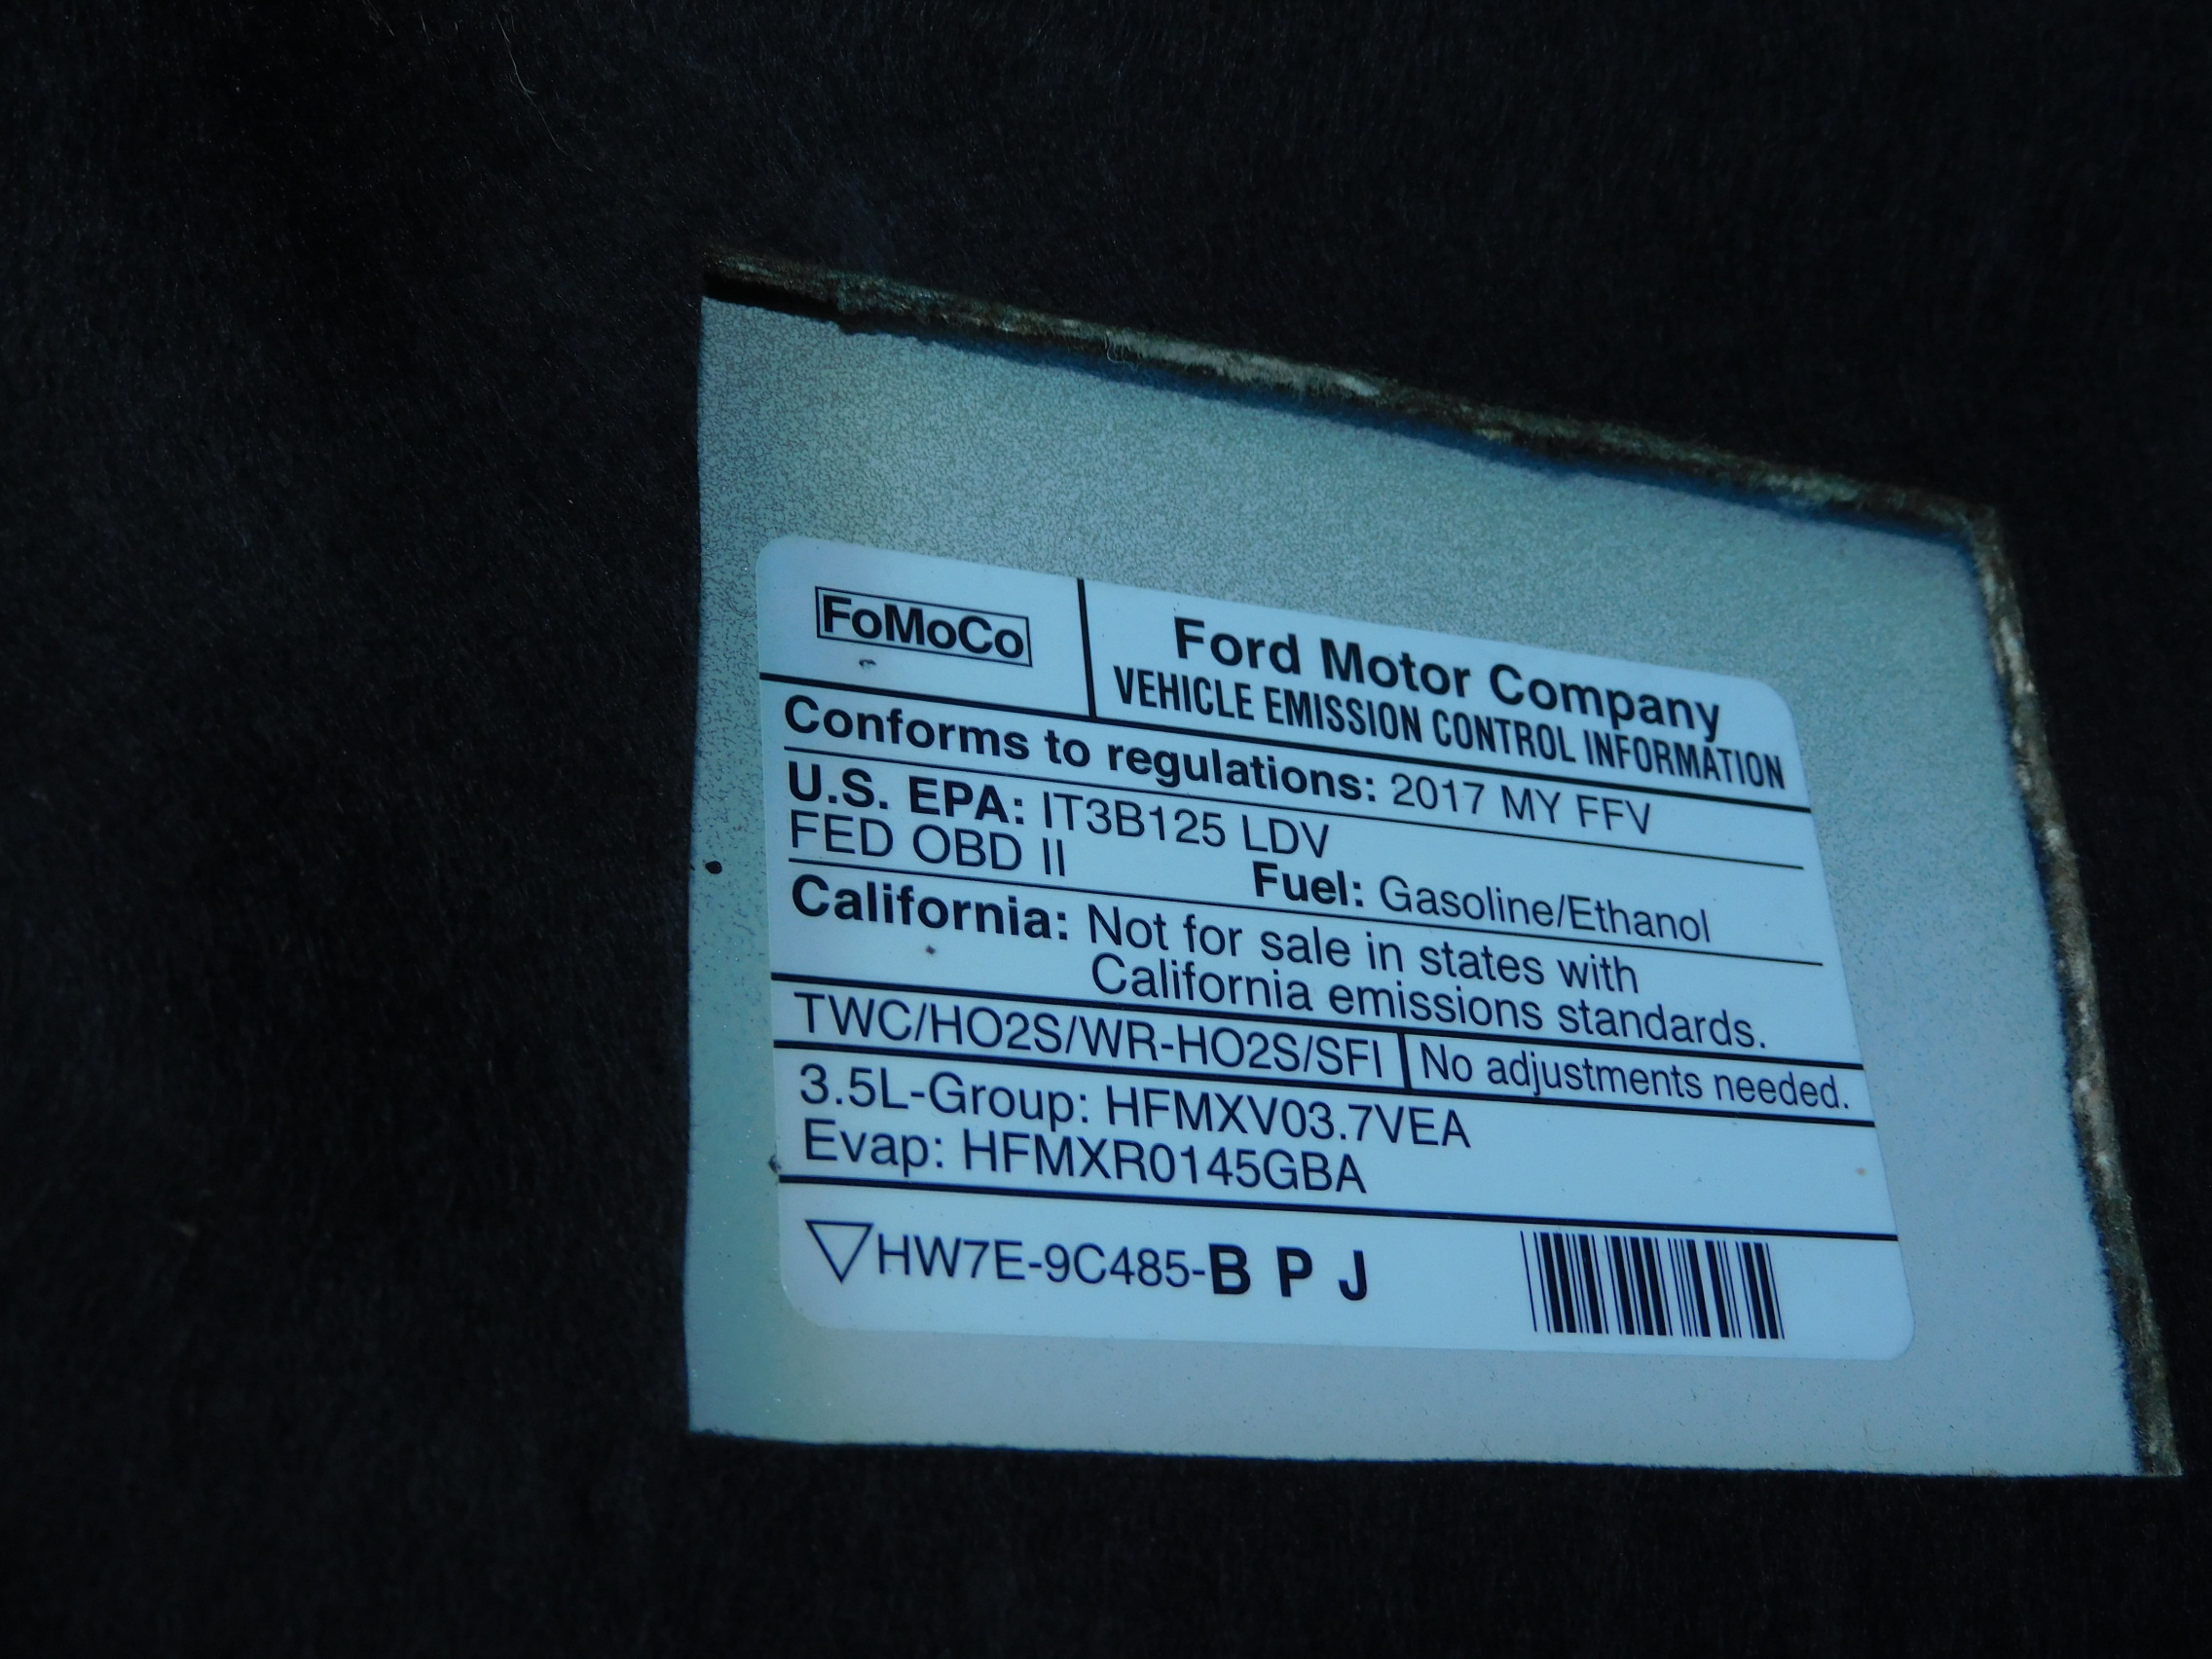 FoMoCo
Ford Motor Company
VEHICLE EMISSION CONTROL INFORMATION
Conforms to regulations: 2017 MY FFV
U.S. EPA: IT3B125 LDV
FED OBD II Fuel: Gasoline/Ethanol
California: Not for sale in states with
California emissions standards.
TWC/HO2S/WR-HO2S/SFI No adjustments needed.
3.5L-Group: HFMXV03.7VEA
Evap: HFMXR0145GBA
HW7E-9C485-B P J